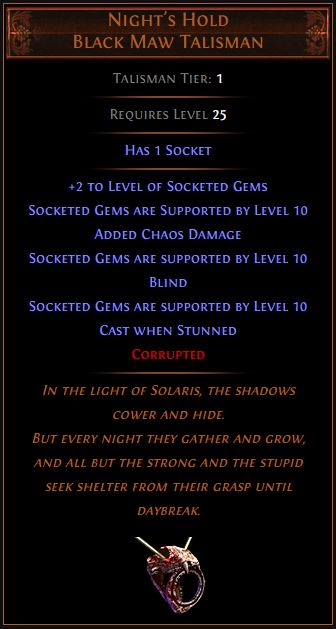 Night's Hold
Black Maw Talisman
Talisman Tier: 1
Requires Level 25
Has 1 Socket
+2 to Level of Socketed Gems
Socketed Gems are Supported by Level 10
Added Chaos Damage
Socketed Gems are supported by Level 10
Blind
Socketed Gems are supported by Level 10
Cast when Stunned
Corrupted
In the light of Solaris, the shadows
cower and hide.
But every night they gather and grow,
and all but the strong and the stupid
seek shelter from their grasp until
daybreak.